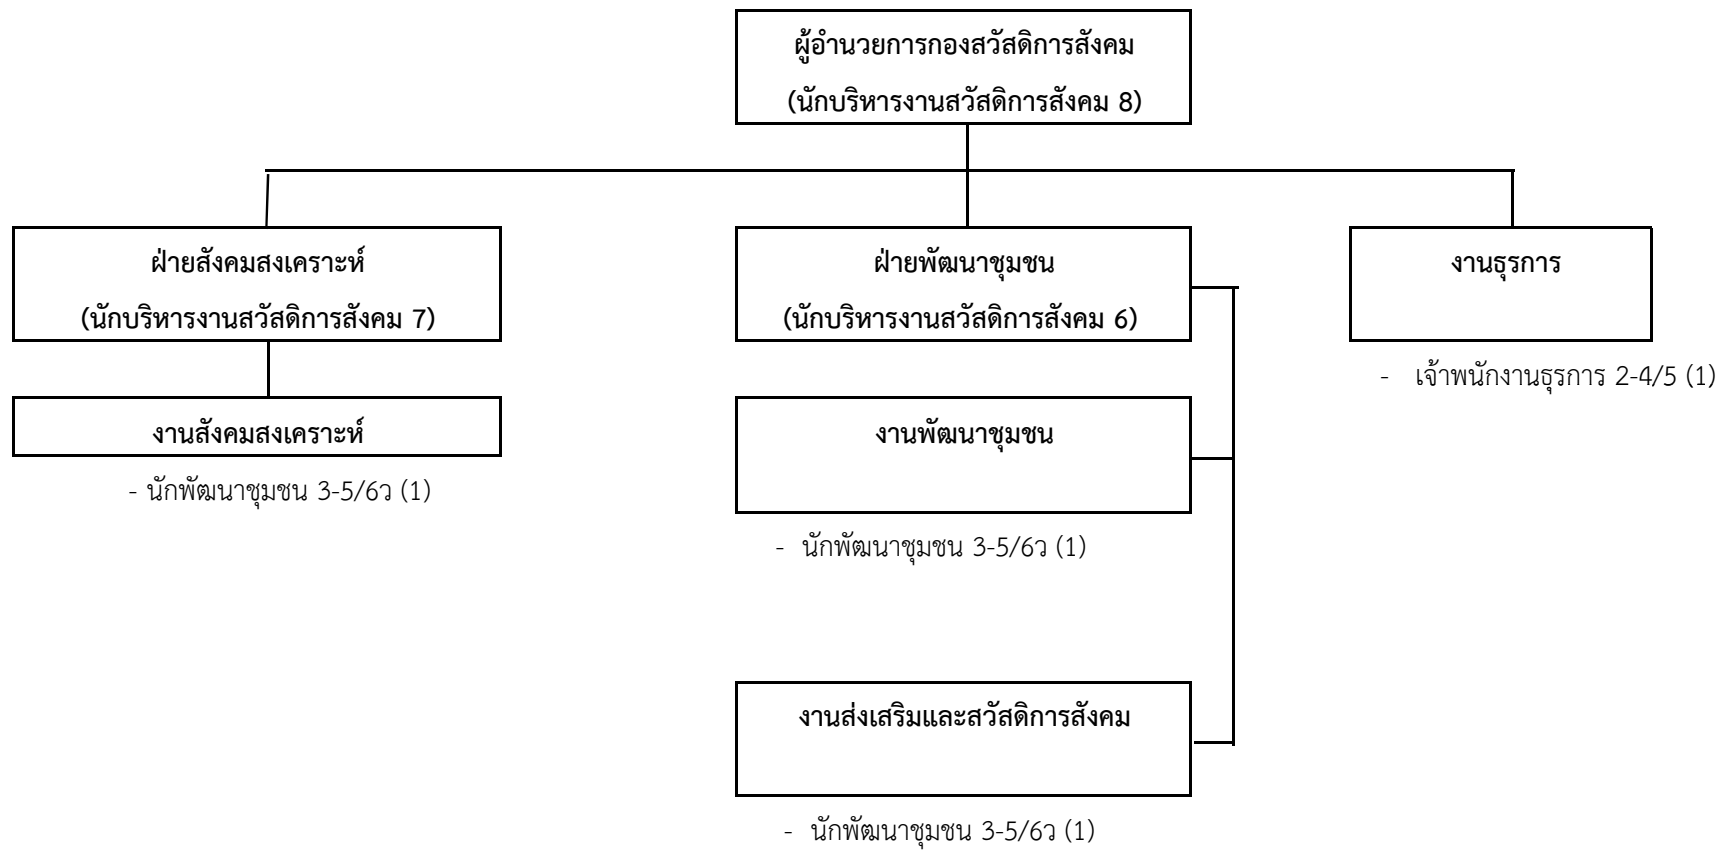 ผู้อำนวยการกองสวัสดิการสังคม
(นักบริหารงานสวัสดิการสังคม 8)
ฝ่ายสังคมสงเคราะห์
(นักบริหารงานสวัสดิการสังคม 7)
ฝ่ายพัฒนาชุมชน
(นักบริหารงานสวัสดิการสังคม 6)
งานธุรการ
- เจ้าพนักงานธุรการ 2-4/5 (1)
งานสังคมสงเคราะห์
- นักพัฒนาชุมชน 3-5/6ว (1)
งานพัฒนาชุมชน
- นักพัฒนาชุมชน 3-5/6ว (1)
งานส่งเสริมและสวัสดิการสังคม
- นักพัฒนาชุมชน 3-5/6ว (1)